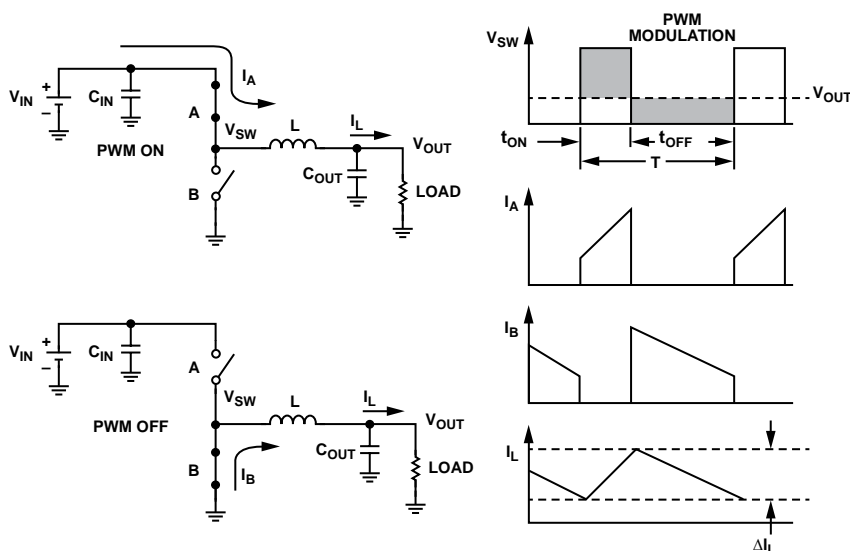 I_A
+
V_IN
−
C_IN
A
V_SW
L
I_L
V_OUT
PWM ON
C_OUT
B
LOAD
+
V_IN
−
C_IN
A
V_SW
L
I_L
V_OUT
PWM OFF
C_OUT
B
I_B
LOAD
PWM
MODULATION
V_SW
V_OUT
t_ON
t_OFF
T
I_A
I_B
I_L
ΔI_L